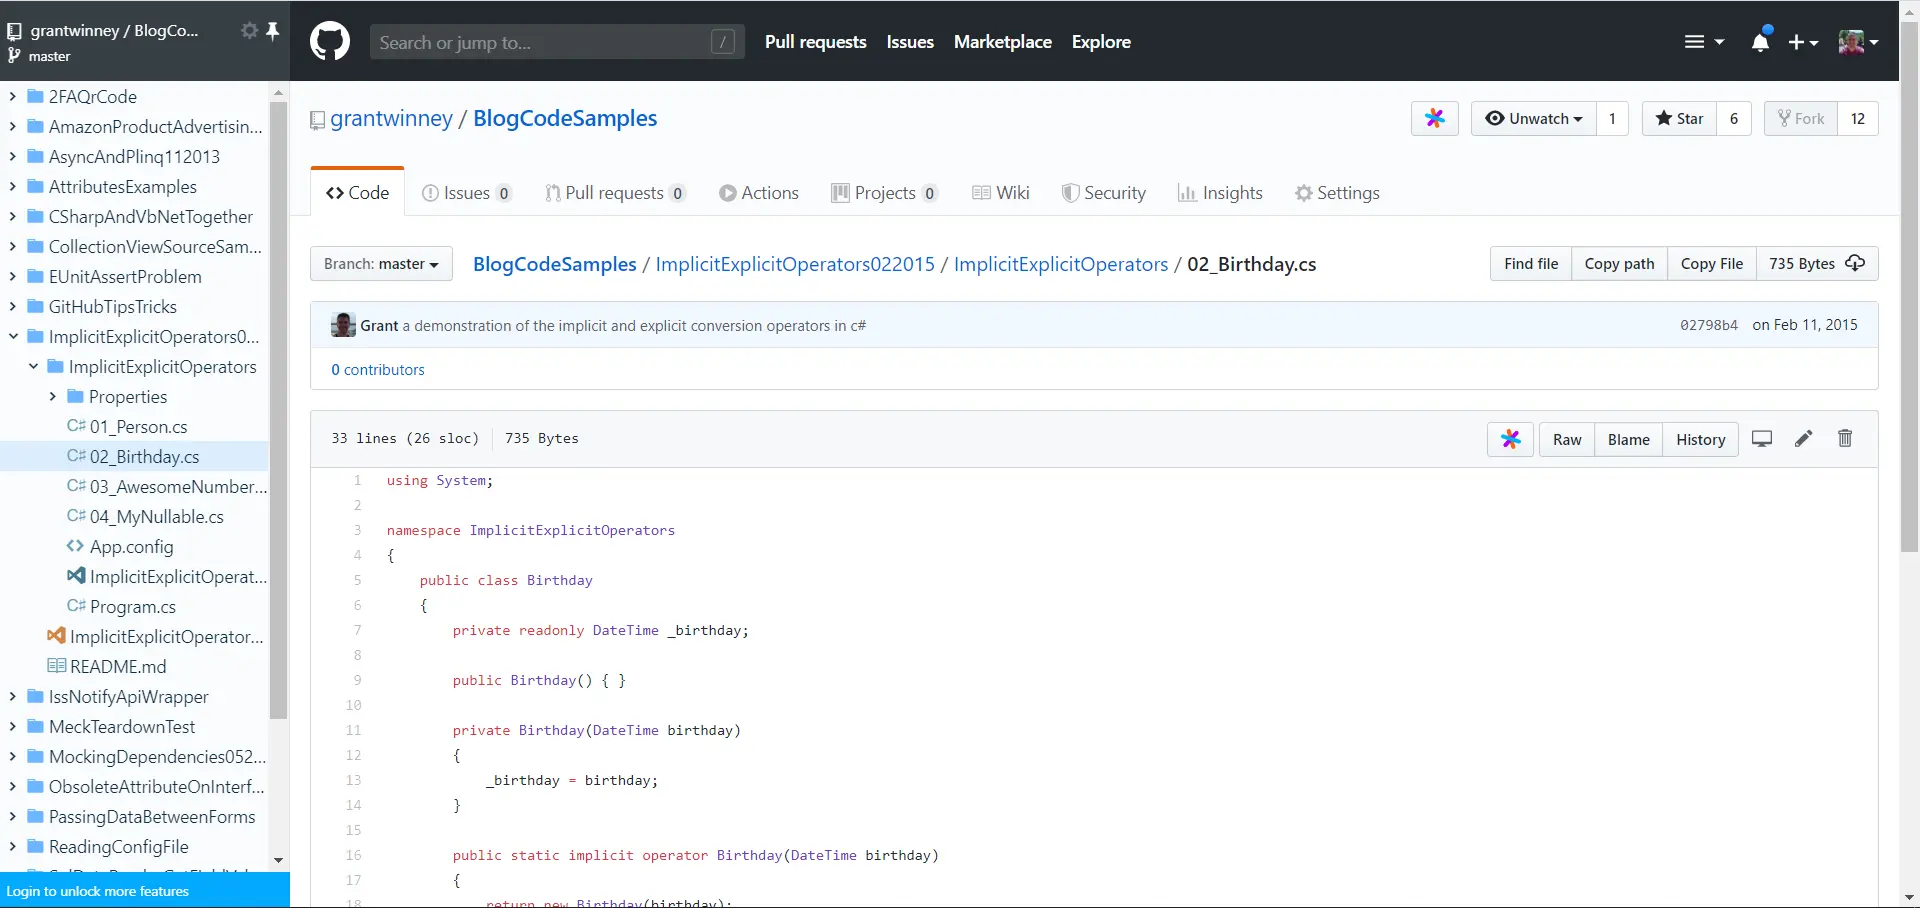 grantwinney / BlogCo...
master
2FAQrCode
AmazonProductAdvertisin...
AsyncAndPlinq112013
AttributesExamples
CSharpAndVbNetTogether
CollectionViewSourceSam...
EUnitAssertProblem
GitHubTipsTricks
ImplicitExplicitOperators0...
ImplicitExplicitOperators
Properties
C# 01_Person.cs
C# 02_Birthday.cs
C# 03_AwesomeNumber...
C# 04_MyNullable.cs
<> App.config
ImplicitExplicitOperat...
C# Program.cs
ImplicitExplicitOperator...
README.md
IssNotifyApiWrapper
MeckTeardownTest
MockingDependencies052...
ObsoleteAttributeOnInterf...
PassingDataBetweenForms
ReadingConfigFile
Login to unlock more features
Search or jump to... /
Pull requests Issues Marketplace Explore
grantwinney / BlogCodeSamples
Unwatch 1 Star 6 Fork 12
<> Code Issues 0 Pull requests 0 Actions Projects 0 Wiki Security Insights Settings
Branch: master BlogCodeSamples / ImplicitExplicitOperators022015 / ImplicitExplicitOperators / 02_Birthday.cs Find file Copy path Copy File 735 Bytes
Grant a demonstration of the implicit and explicit conversion operators in c# 02798b4 on Feb 11, 2015
0 contributors
33 lines (26 sloc) 735 Bytes Raw Blame History
1 using System;
2
3 namespace ImplicitExplicitOperators
4 {
5 public class Birthday
6 {
7 private readonly DateTime _birthday;
8
9 public Birthday() { }
10
11 private Birthday(DateTime birthday)
12 {
13 _birthday = birthday;
14 }
15
16 public static implicit operator Birthday(DateTime birthday)
17 {
18 return new Birthday(birthday);